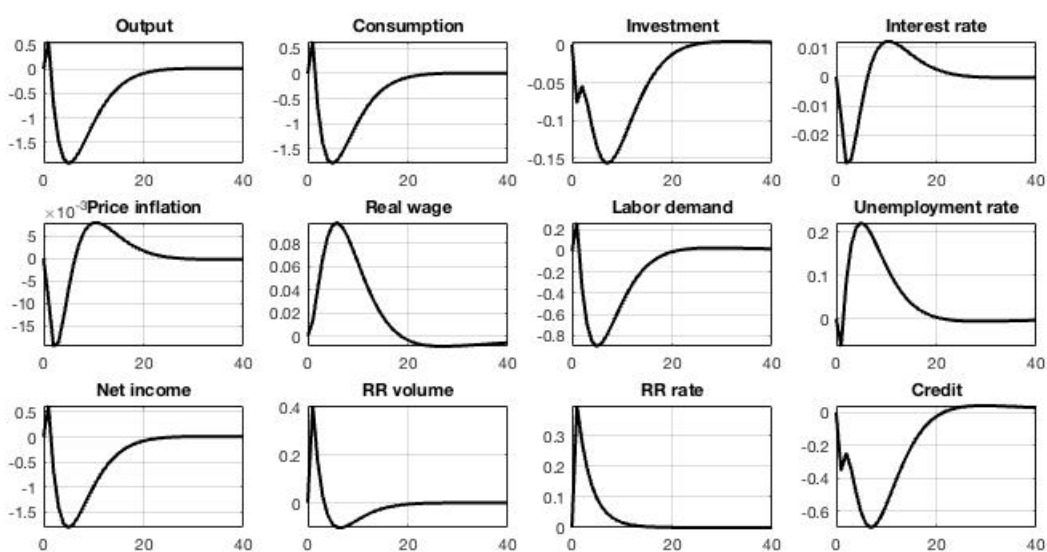 Output Consumption Investment Interest rate
0.5 0.5 0 0.01
0 0 -0.05 0
-0.5 -0.5 -0.1 -0.01
-1 -1 -0.15 -0.02
-1.5 -1.5
0 20 40 0 20 40 0 20 40 0 20 40
×10⁻³ Price inflation Real wage Labor demand Unemployment rate
5 0.08 0.2 0.2
0 0.06 0 0.1
-5 0.04 -0.2 0
-10 0.02 -0.4
-15 0 -0.6
-0.8
0 20 40 0 20 40 0 20 40 0 20 40
Net income RR volume RR rate Credit
0.5 0.4 0.3 0
0 0.2 0.2 -0.2
-0.5 0 0.1 -0.4
-1 0 -0.6
-1.5
0 20 40 0 20 40 0 20 40 0 20 40